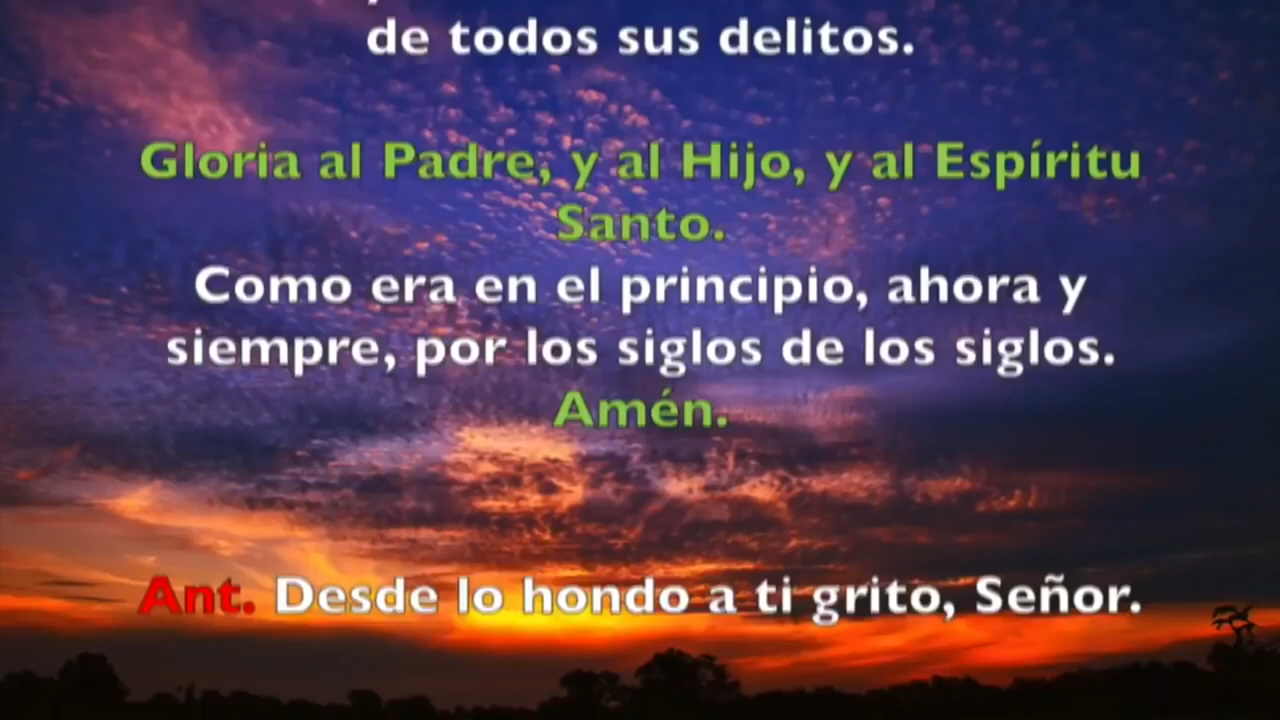 de todos sus delitos.
Gloria al Padre, y al Hijo, y al Espíritu
Santo.
Como era en el principio, ahora y
siempre, por los siglos de los siglos.
Amén.
Ant. Desde lo hondo a ti grito, Señor.